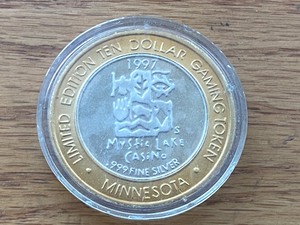 LIMITED EDITION TEN DOLLAR GAMING TOKEN
1997
S
MYSTIC LAKE
CASINO
.999 FINE SILVER
• MINNESOTA •